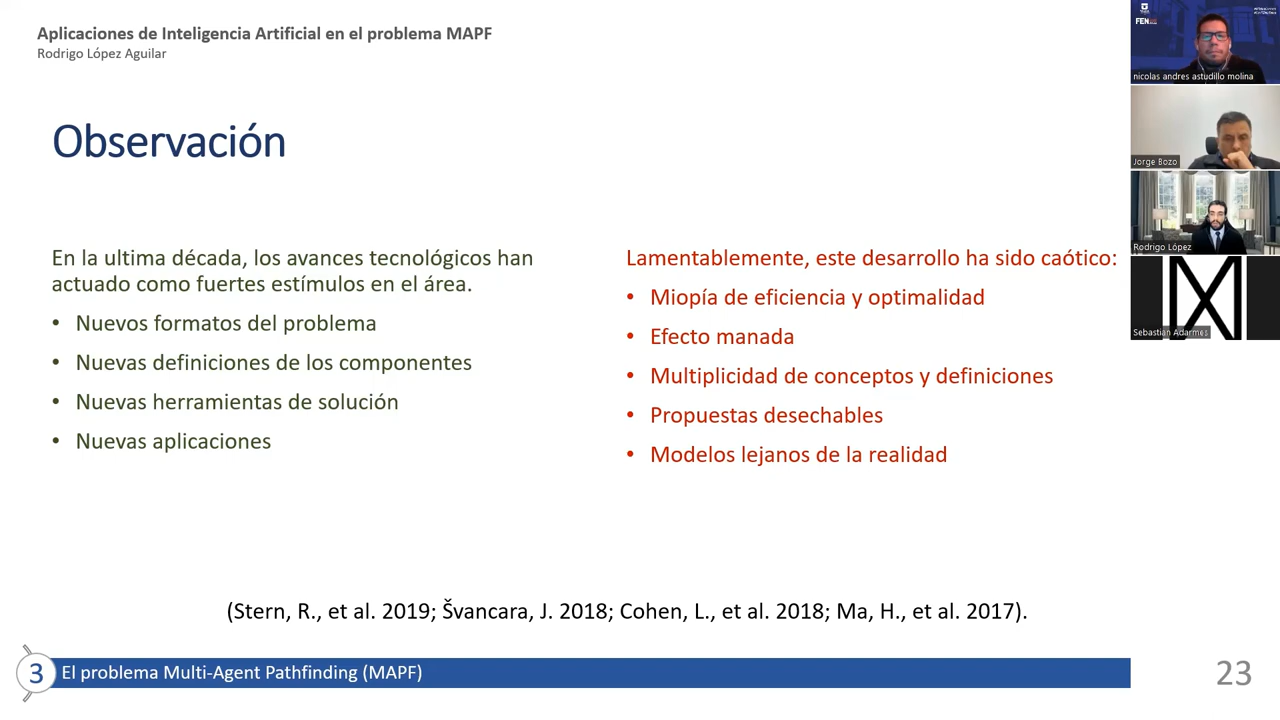 Aplicaciones de Inteligencia Artificial en el problema MAPF
Rodrigo López Aguilar
Observación
En la ultima década, los avances tecnológicos han
actuado como fuertes estímulos en el área.
• Nuevos formatos del problema
• Nuevas definiciones de los componentes
• Nuevas herramientas de solución
• Nuevas aplicaciones
Lamentablemente, este desarrollo ha sido caótico:
• Miopía de eficiencia y optimalidad
• Efecto manada
• Multiplicidad de conceptos y definiciones
• Propuestas desechables
• Modelos lejanos de la realidad
(Stern, R., et al. 2019; Švancara, J. 2018; Cohen, L., et al. 2018; Ma, H., et al. 2017).
3 El problema Multi-Agent Pathfinding (MAPF)
23
FEN
nicolas andres astudillo molina
Jorge Bozo
Rodrigo López
Sebastián Adarmes